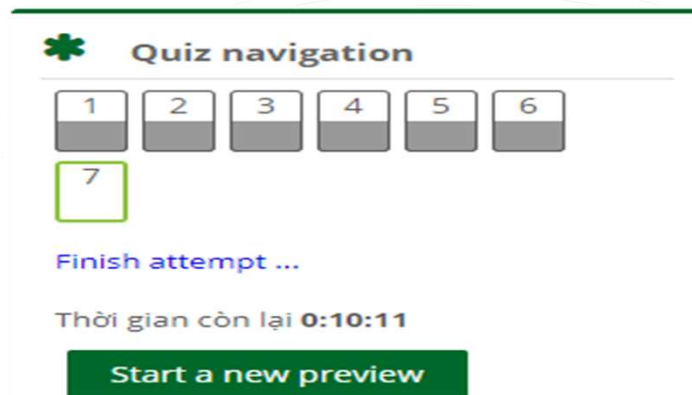 Quiz navigation
1 2 3 4 5 6
7
Finish attempt ...
Thời gian còn lại 0:10:11
Start a new preview